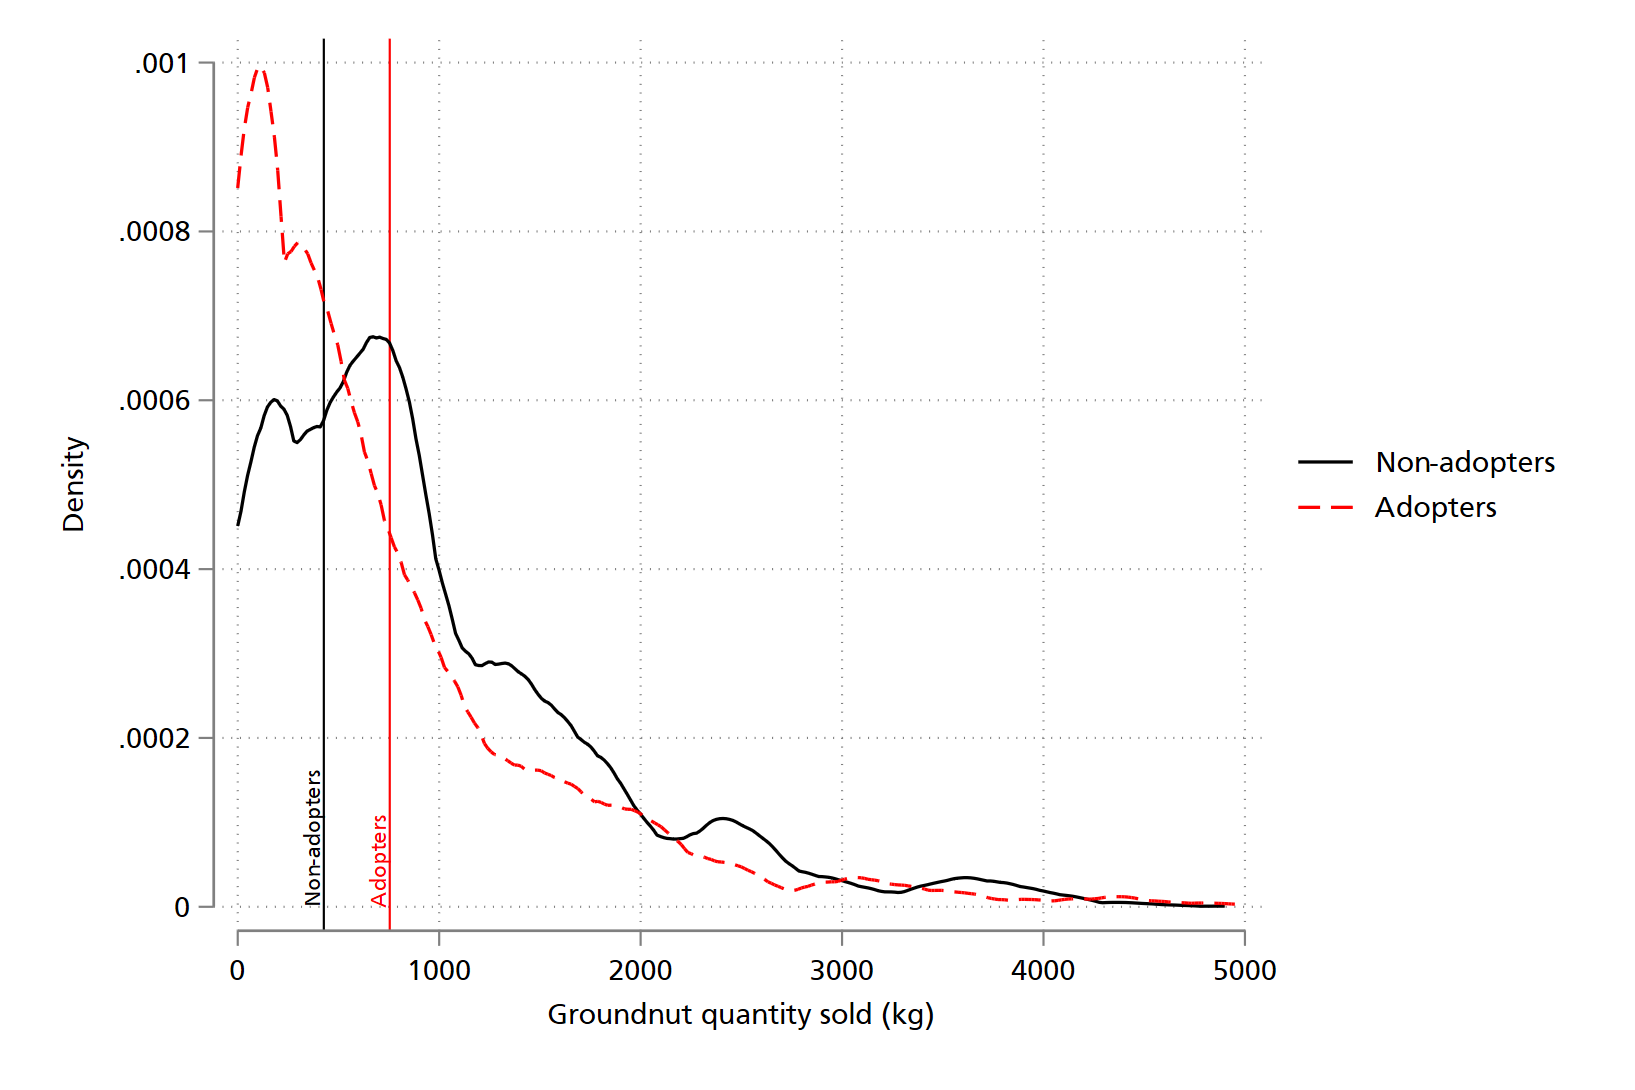 .001
.0008
.0006
.0004
.0002
0
Density
Non-adopters
Adopters
0 1000 2000 3000 4000 5000
Groundnut quantity sold (kg)
Non-adopters
Adopters